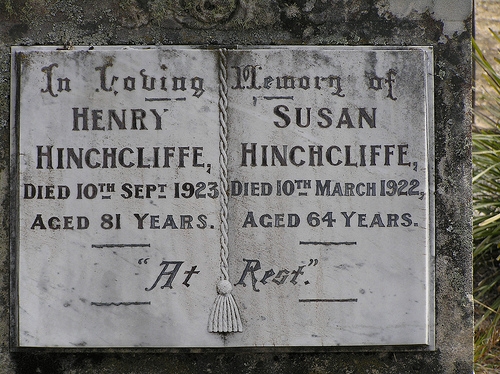 In Loving Memory of
HENRY
HINCHCLIFFE,
DIED 10TH SEPT 1923
AGED 81 YEARS.
SUSAN
HINCHCLIFFE,
DIED 10TH MARCH 1922,
AGED 64 YEARS.
"At Rest."